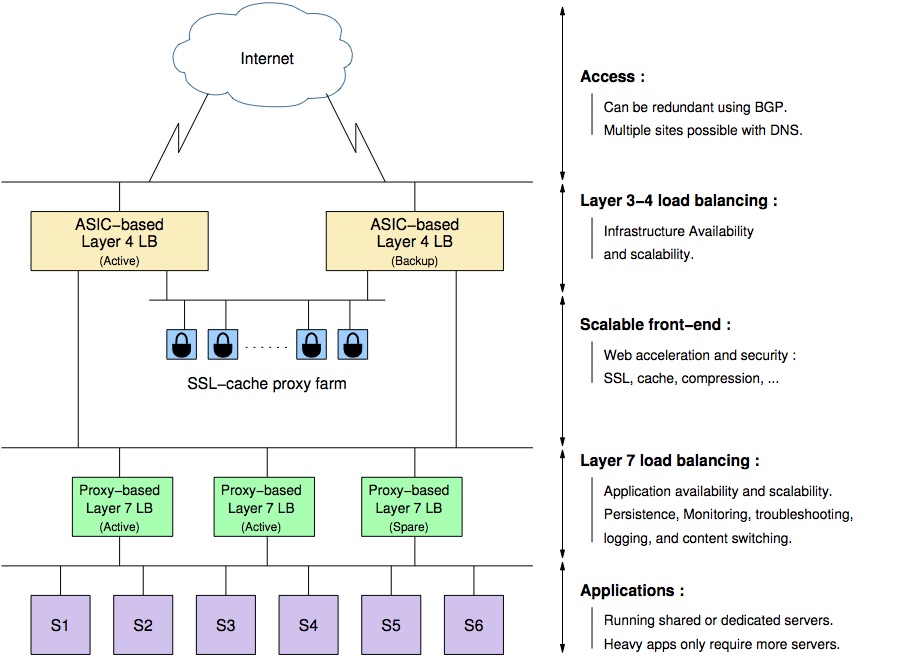 Internet
Access :
Can be redundant using BGP.
Multiple sites possible with DNS.
ASIC–based
Layer 4 LB
(Active)
ASIC–based
Layer 4 LB
(Backup)
Layer 3–4 load balancing :
Infrastructure Availability
and scalability.
SSL–cache proxy farm
Scalable front–end :
Web acceleration and security :
SSL, cache, compression, ...
Proxy–based
Layer 7 LB
(Active)
Proxy–based
Layer 7 LB
(Active)
Proxy–based
Layer 7 LB
(Spare)
Layer 7 load balancing :
Application availability and scalability.
Persistence, Monitoring, troubleshooting,
logging, and content switching.
S1
S2
S3
S4
S5
S6
Applications :
Running shared or dedicated servers.
Heavy apps only require more servers.